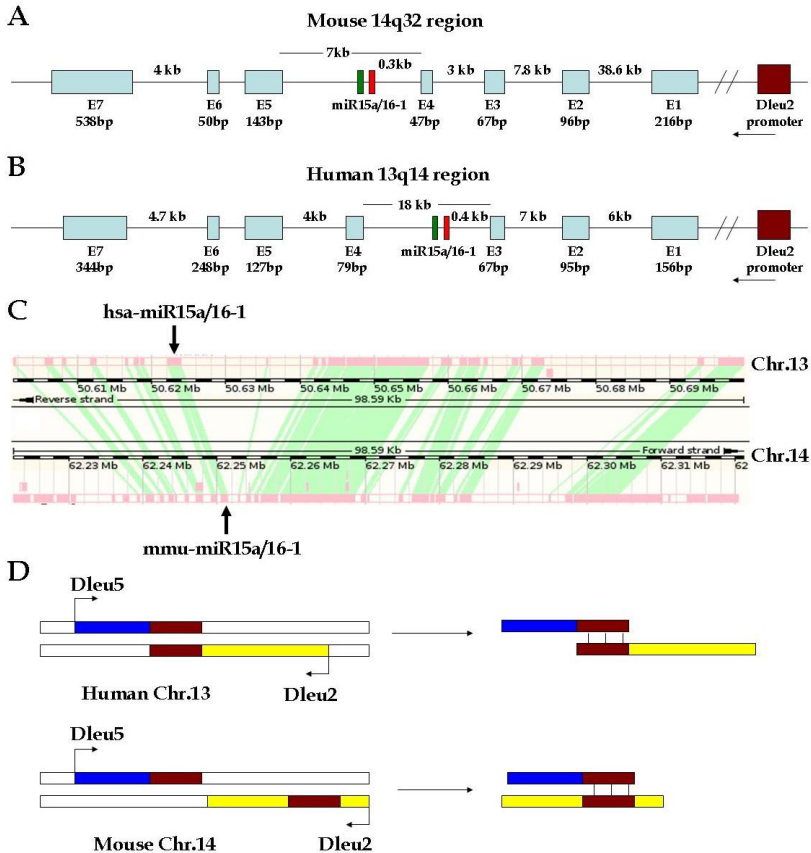 A
Mouse 14q32 region
7kb
4 kb
0.3kb
3 kb
7.8 kb
38.6 kb
E7
538bp
E6
50bp
E5
143bp
miR15a/16-1
E4
47bp
E3
67bp
E2
96bp
E1
216bp
Dleu2
promoter
B
Human 13q14 region
18 kb
4.7 kb
4kb
0.4 kb
7 kb
6kb
E7
344bp
E6
248bp
E5
127bp
E4
79bp
miR15a/16-1
E3
67bp
E2
95bp
E1
156bp
Dleu2
promoter
C
hsa-miR15a/16-1
Chr.13
50.61 Mb 50.62 Mb 50.63 Mb 50.64 Mb 50.65 Mb 50.66 Mb 50.67 Mb 50.68 Mb 50.69 Mb
Reverse strand 98.59 Kb
98.59 Kb Forward strand
Chr.14
62.23 Mb 62.24 Mb 62.25 Mb 62.26 Mb 62.27 Mb 62.28 Mb 62.29 Mb 62.30 Mb 62.31 Mb 62
mmu-miR15a/16-1
D
Dleu5
Human Chr.13
Dleu2
Dleu5
Mouse Chr.14
Dleu2